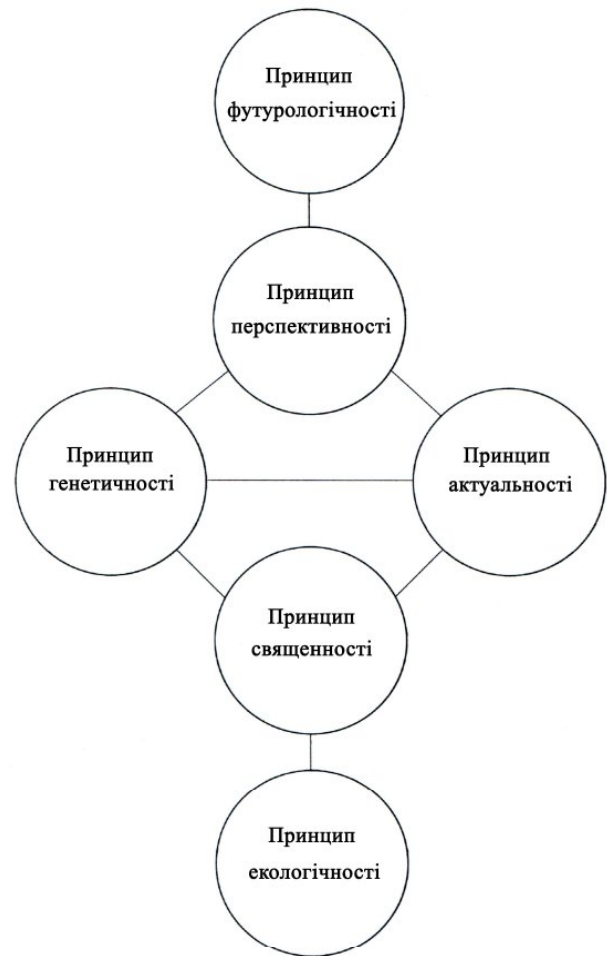 Принцип
футурологічності
Принцип
перспективності
Принцип
генетичності
Принцип
актуальності
Принцип
священності
Принцип
екологічності